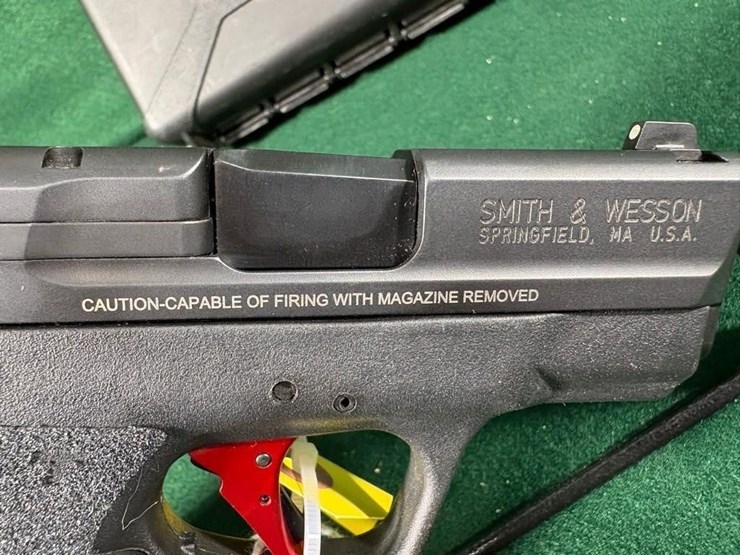 SMITH & WESSON
SPRINGFIELD, MA U.S.A.
CAUTION-CAPABLE OF FIRING WITH MAGAZINE REMOVED